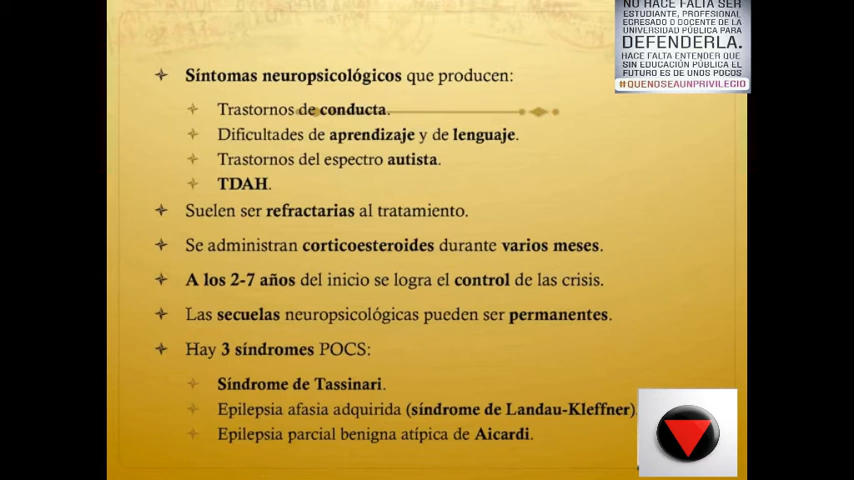 NO HACE FALTA SER
ESTUDIANTE, PROFESIONAL
EGRESADO O DOCENTE DE LA
UNIVERSIDAD PÚBLICA PARA
DEFENDERLA.
HACE FALTA ENTENDER QUE
SIN EDUCACIÓN PÚBLICA EL
FUTURO ES DE UNOS POCOS
#QUENOSEAUNPRIVILEGIO
Síntomas neuropsicológicos que producen:
Trastornos de conducta.
Dificultades de aprendizaje y de lenguaje.
Trastornos del espectro autista.
TDAH.
Suelen ser refractarias al tratamiento.
Se administran corticoesteroides durante varios meses.
A los 2-7 años del inicio se logra el control de las crisis.
Las secuelas neuropsicológicas pueden ser permanentes.
Hay 3 síndromes POCS:
Síndrome de Tassinari.
Epilepsia afasia adquirida (síndrome de Landau-Kleffner)
Epilepsia parcial benigna atípica de Aicardi.